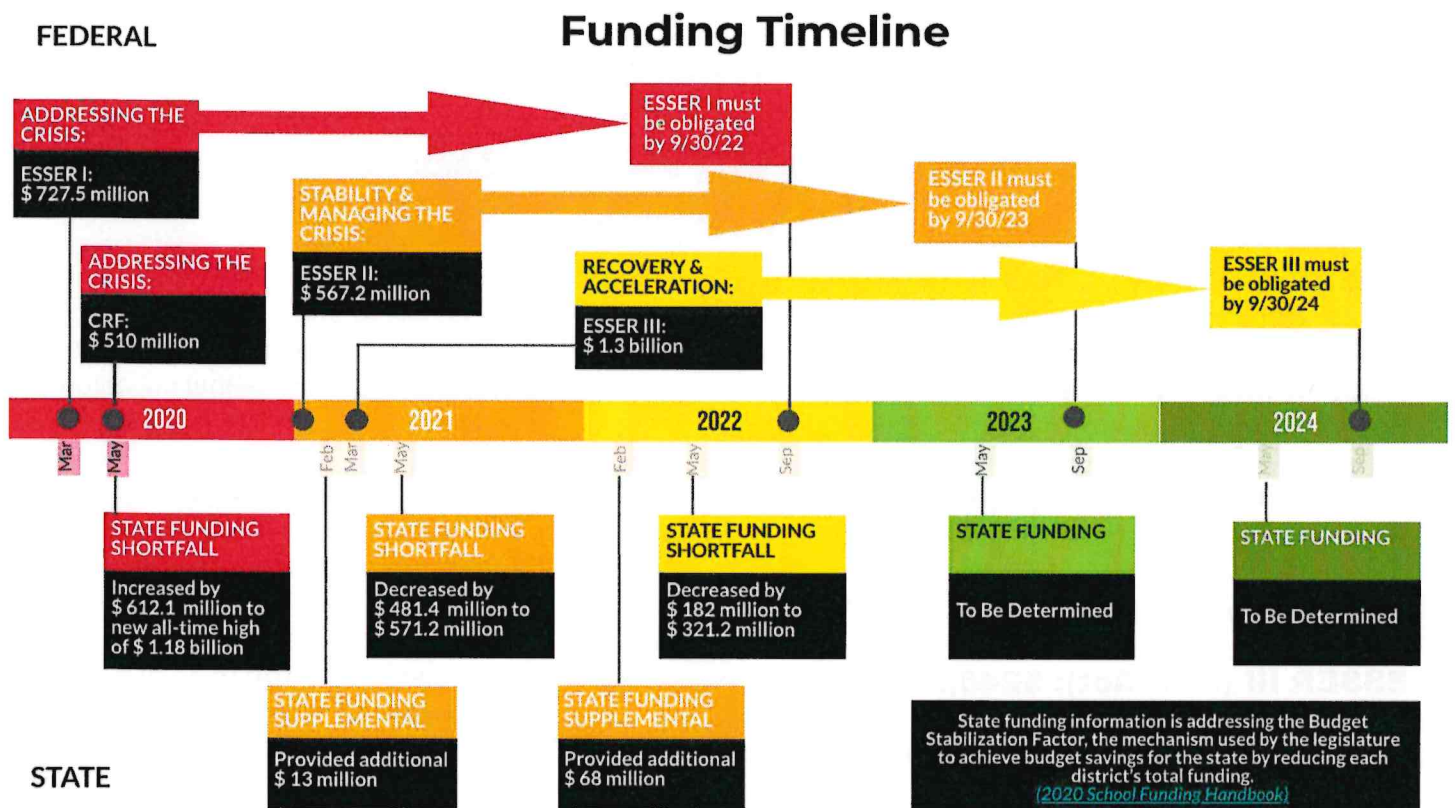 FEDERAL
Funding Timeline
ADDRESSING THE
CRISIS:
ESSER I:
$ 727.5 million
ESSER I must
be obligated
by 9/30/22
STABILITY &
MANAGING THE
CRISIS:
ESSER II:
$ 567.2 million
ESSER II must
be obligated
by 9/30/23
ADDRESSING THE
CRISIS:
CRF:
$ 510 million
RECOVERY &
ACCELERATION:
ESSER III:
$ 1.3 billion
ESSER III must
be obligated
by 9/30/24
2020
2021
2022
2023
2024
Mar
May
Feb
Mar
May
Feb
May
Sep
May
Sep
May
Sep
STATE FUNDING
SHORTFALL
Increased by
$ 612.1 million to
new all-time high
of $ 1.18 billion
STATE FUNDING
SHORTFALL
Decreased by
$ 481.4 million to
$ 571.2 million
STATE FUNDING
SHORTFALL
Decreased by
$ 182 million to
$ 321.2 million
STATE FUNDING
To Be Determined
STATE FUNDING
To Be Determined
STATE FUNDING
SUPPLEMENTAL
Provided additional
$ 13 million
STATE FUNDING
SUPPLEMENTAL
Provided additional
$ 68 million
State funding information is addressing the Budget
Stabilization Factor, the mechanism used by the legislature
to achieve budget savings for the state by reducing each
district's total funding.
(2020 School Funding Handbook)
STATE